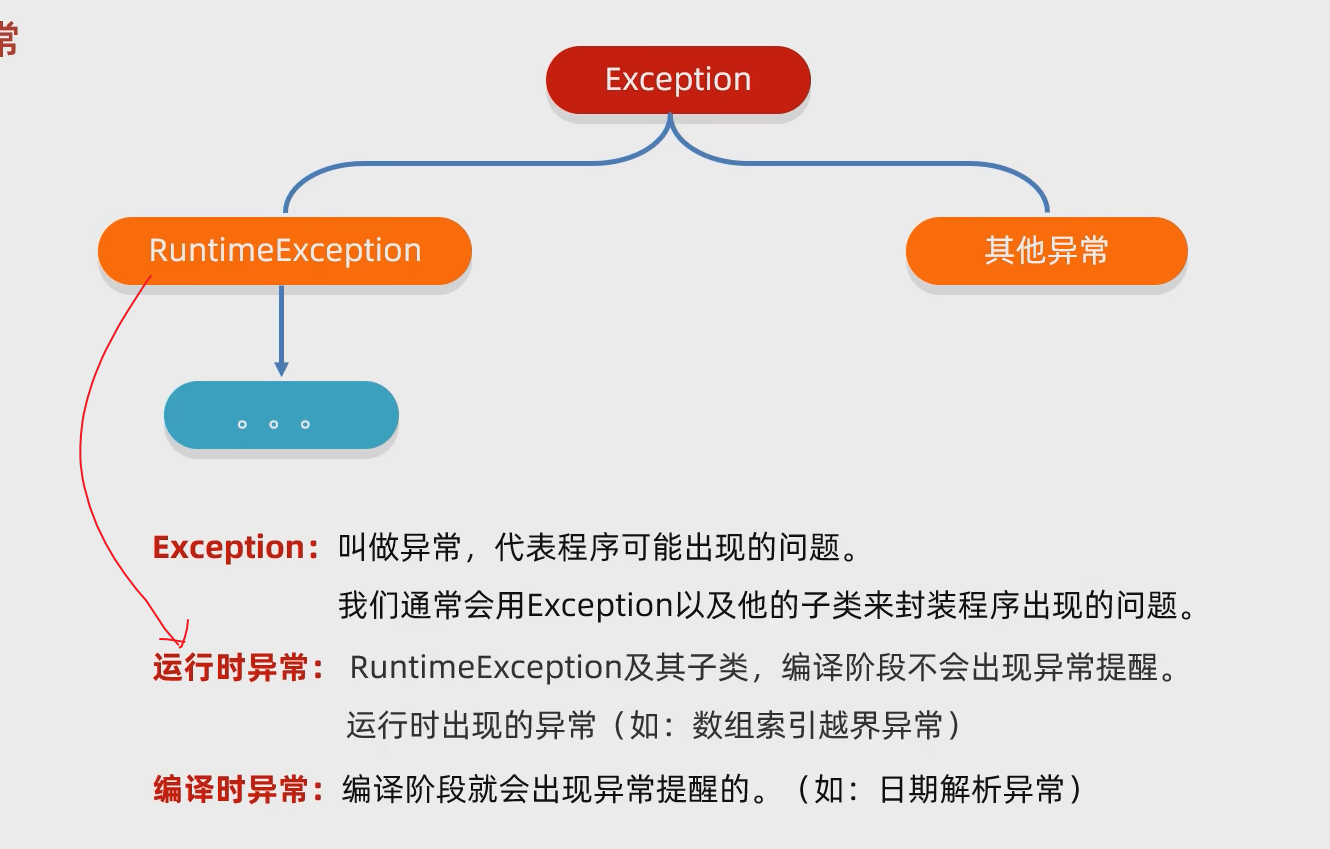 常
Exception
RuntimeException
其他异常
。。。
Exception：叫做异常，代表程序可能出现的问题。
我们通常会用Exception以及他的子类来封装程序出现的问题。
运行时异常： RuntimeException及其子类，编译阶段不会出现异常提醒。
运行时出现的异常（如：数组索引越界异常）
编译时异常：编译阶段就会出现异常提醒的。（如：日期解析异常）